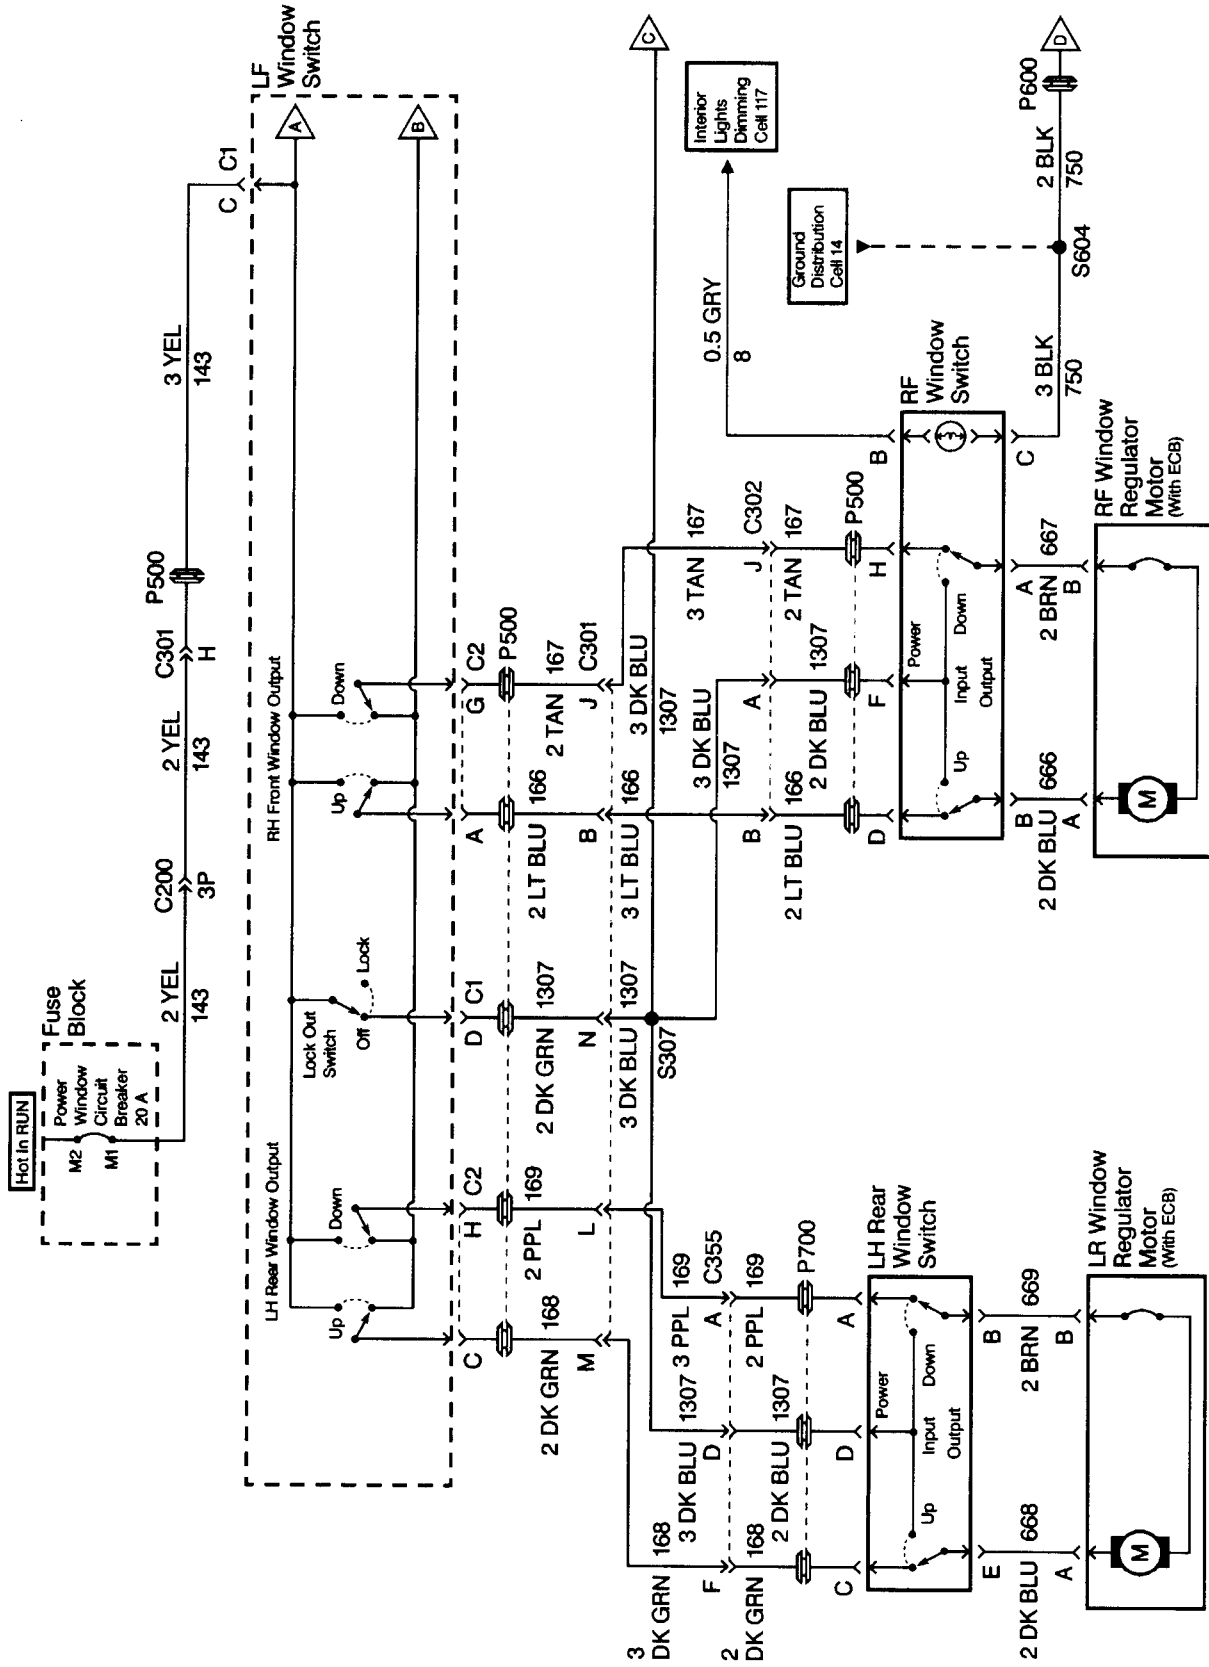 Hot In RUN
Fuse
Block
Power
Window
Circuit
Breaker
20 A
M2
M1
2 YEL
143
C200
3P
2 YEL
143
C301
H
P500
3 YEL
143
C
C1
LF
Window
Switch
LH Rear Window Output
Up
Down
Lock Out
Switch
Off
Lock
RH Front Window Output
Up
Down
A
B
C
H
C2
D
C1
A
G
C2
P500
2 DK GRN
168
2 PPL
169
2 DK GRN
1307
2 LT BLU
166
2 TAN
167
M
L
N
B
J
C301
3 DK BLU
1307
S307
3 LT BLU
166
3 DK BLU
1307
C
3 DK BLU
1307
3 TAN
167
B
A
J
C302
2 LT BLU
166
2 DK BLU
1307
2 TAN
167
P500
D
F
H
B
0.5 GRY
8
Interior
Lights
Dimming
Cell 117
Ground
Distribution
Cell 14
RF
Window
Switch
Power
Input
Output
Up
Down
C
3 BLK
750
S604
2 BLK
750
P600
D
B
A
2 DK BLU
666
2 BRN
667
A
B
RF Window
Regulator
Motor
(With ECB)
M
3
DK GRN
168
3 DK BLU
1307
3 PPL
169
F
D
A
C355
2
DK GRN
168
2 DK BLU
1307
2 PPL
169
P700
C
D
A
LH Rear
Window
Switch
Power
Input
Output
Up
Down
E
B
2 DK BLU
668
2 BRN
669
A
B
LR Window
Regulator
Motor
(With ECB)
M